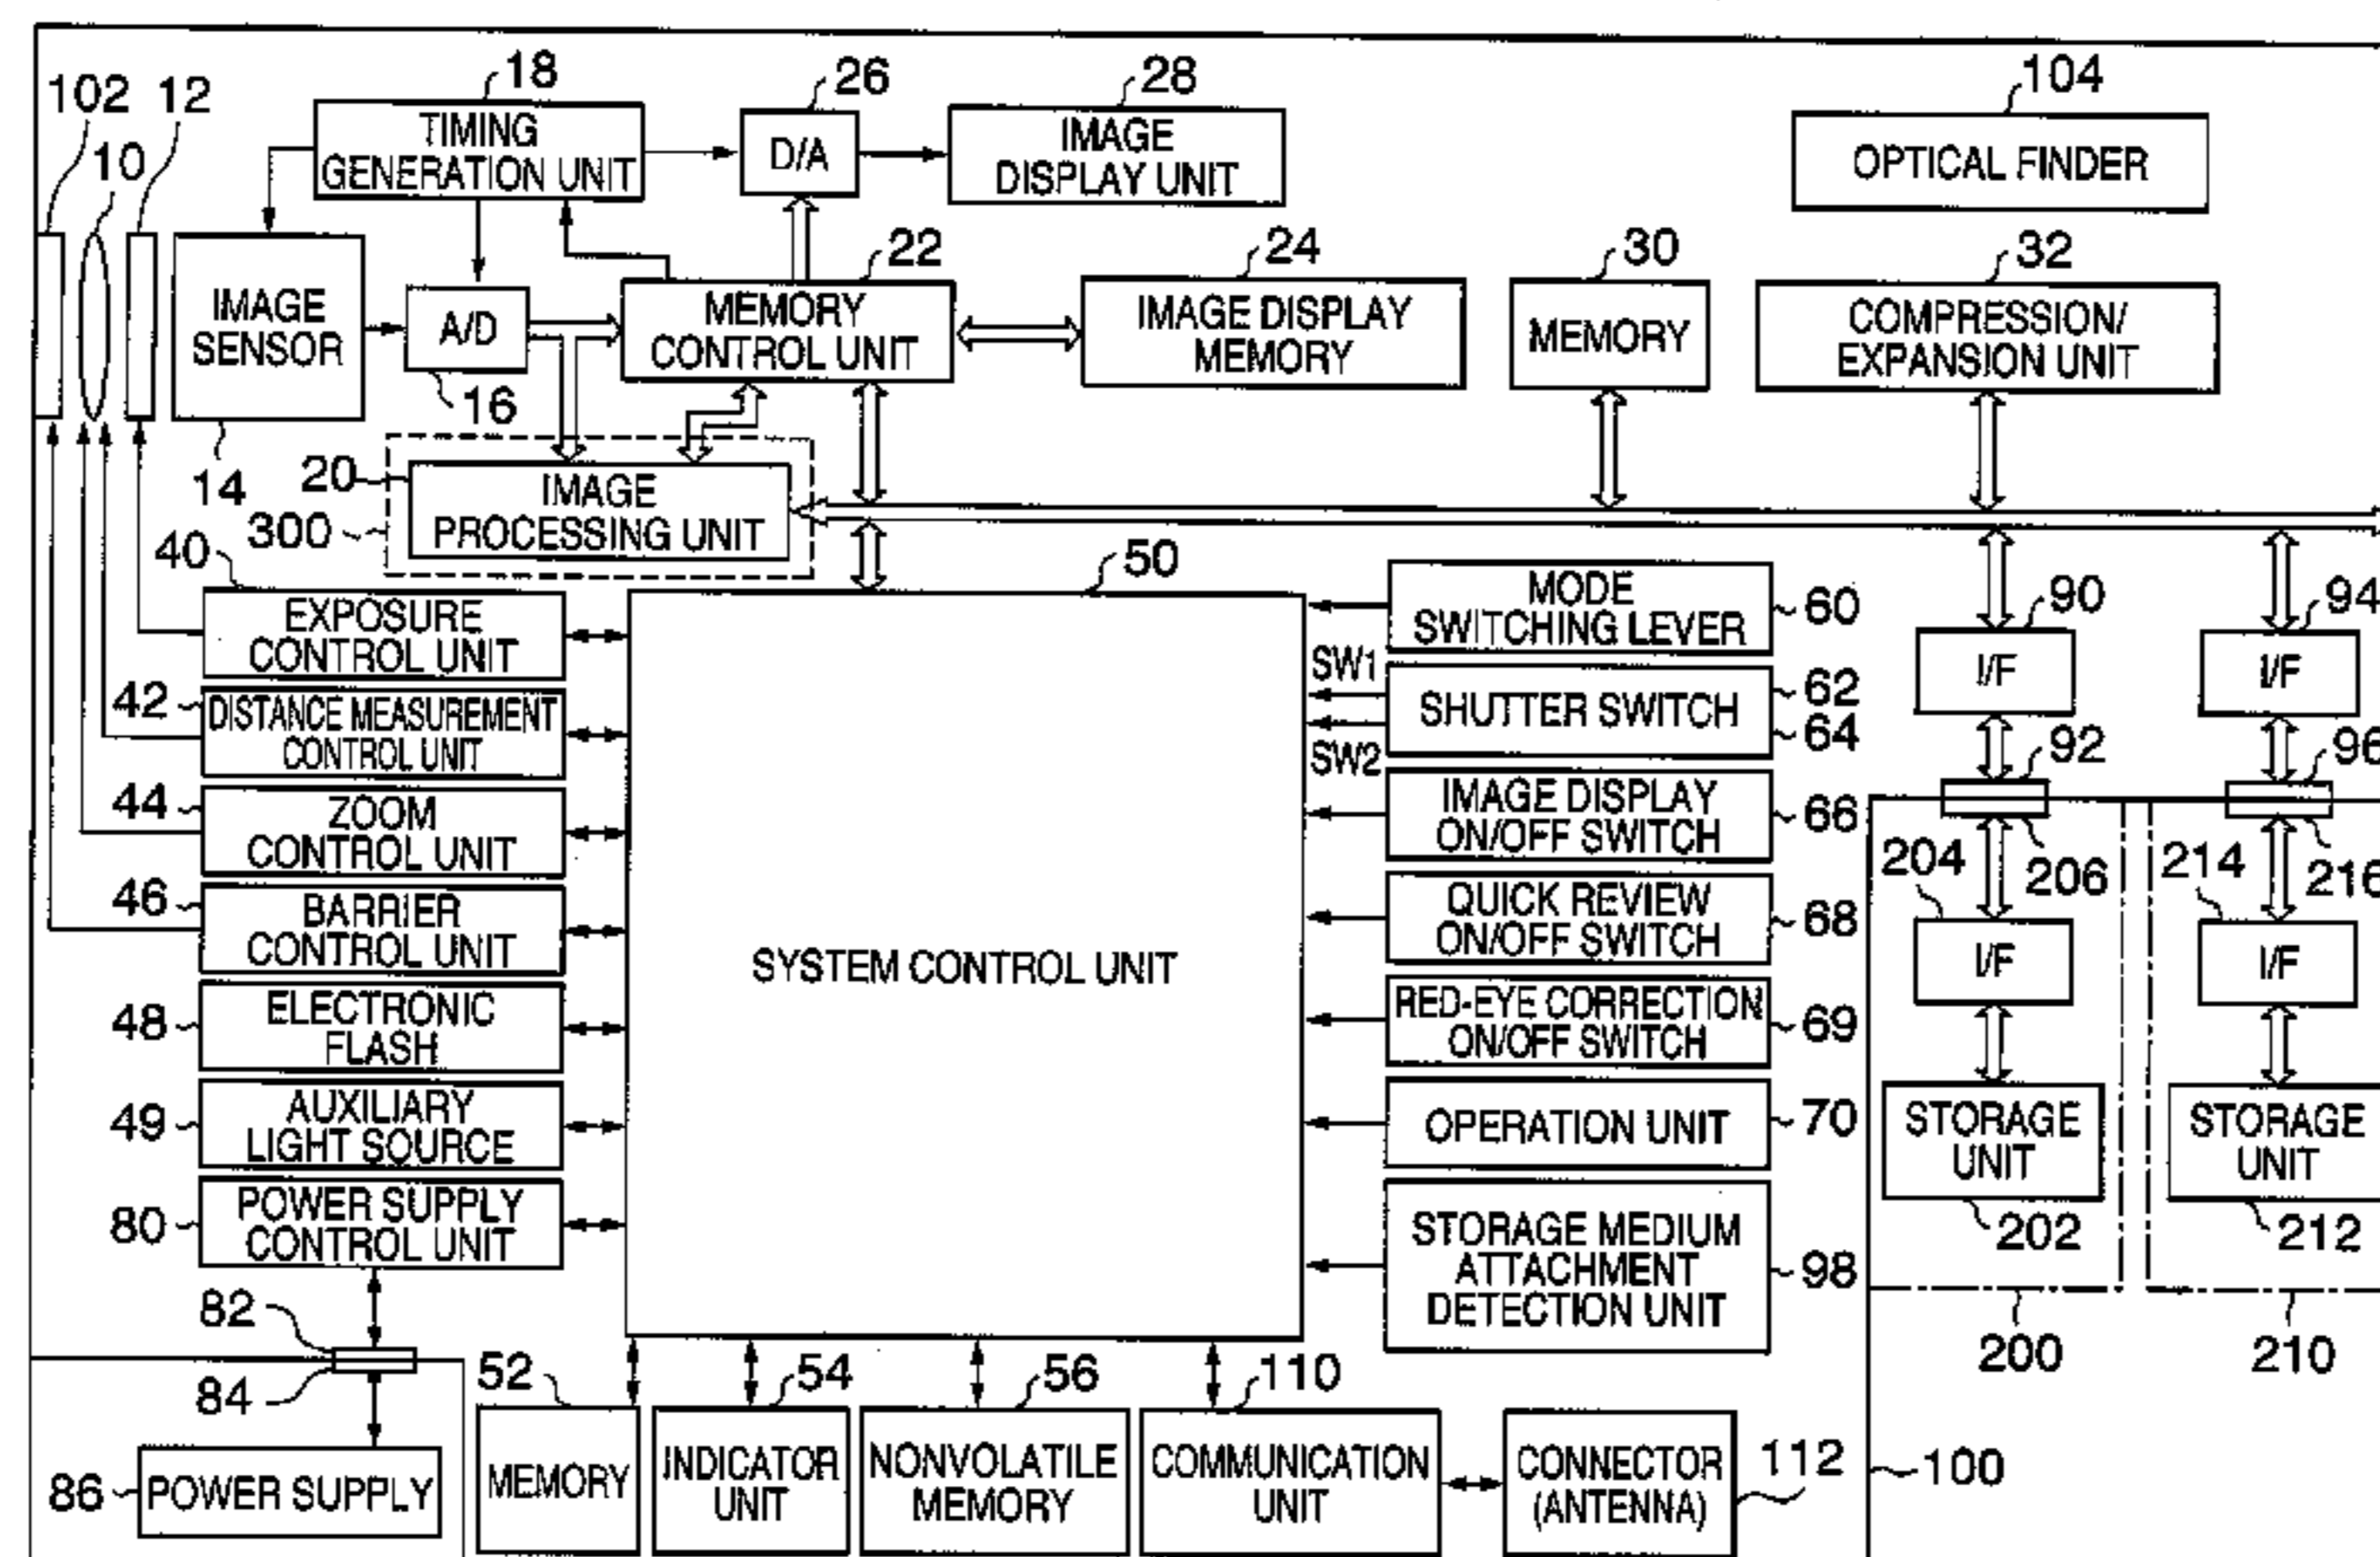 102
12
10
18
TIMING
GENERATION UNIT
26
D/A
28
IMAGE
DISPLAY UNIT
104
OPTICAL FINDER
IMAGE
SENSOR
14
A/D
16
22
MEMORY
CONTROL UNIT
24
IMAGE DISPLAY
MEMORY
30
MEMORY
32
COMPRESSION/
EXPANSION UNIT
20
IMAGE
PROCESSING UNIT
300
40
EXPOSURE
CONTROL UNIT
42
DISTANCE MEASUREMENT
CONTROL UNIT
44
ZOOM
CONTROL UNIT
46
BARRIER
CONTROL UNIT
48
ELECTRONIC
FLASH
49
AUXILIARY
LIGHT SOURCE
80
POWER SUPPLY
CONTROL UNIT
82
84
86
POWER SUPPLY
50
SYSTEM CONTROL UNIT
MODE
SWITCHING LEVER
60
SW1
SHUTTER SWITCH
62
64
SW2
IMAGE DISPLAY
ON/OFF SWITCH
66
QUICK REVIEW
ON/OFF SWITCH
68
RED-EYE CORRECTION
ON/OFF SWITCH
69
OPERATION UNIT
70
STORAGE MEDIUM
ATTACHMENT
DETECTION UNIT
98
90
I/F
92
204
206
I/F
STORAGE
UNIT
202
200
94
I/F
96
214
216
I/F
STORAGE
UNIT
212
210
52
MEMORY
54
INDICATOR
UNIT
56
NONVOLATILE
MEMORY
110
COMMUNICATION
UNIT
CONNECTOR
(ANTENNA)
112
100